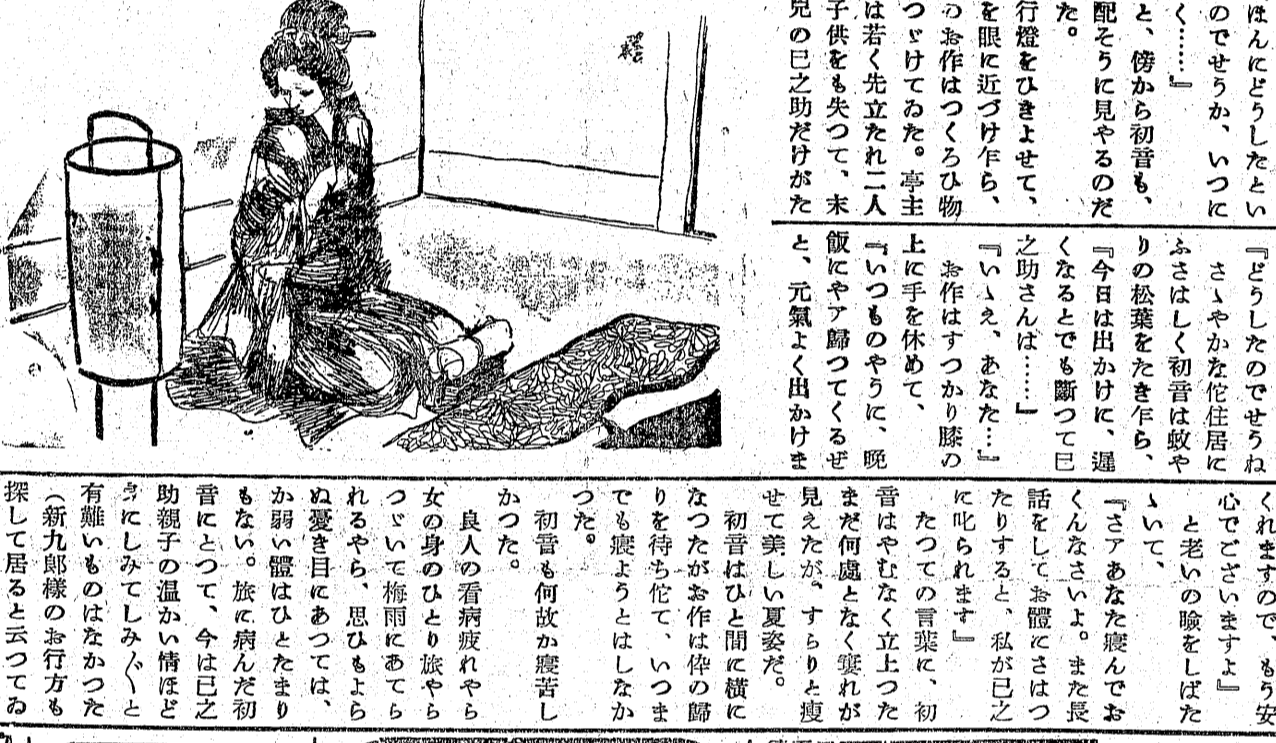 ほんにどうしたとい
のでせうか、いつに
く……』
と、傍から初音も、
配そうに見やるのだ
た。
行燈をひきよせて、
を眼に近づけ乍ら、
のお作はつくろひ物
つゞけてゐた。亭主
は若く先立たれ二人
子供をも失つて、末
兒の巳之助だけがた
『どうしたのでせうね
さゝやかな佗住居に
ふさはしく初音は蚊や
りの松葉をたき乍ら、
『今日は出かけに、遲
くなるとでも斷つて巳
之助さんは……』
『いゝえ、あなた…』
お作はすつかり膝の
上に手を休めて、
『いつものやうに、晩
飯にやア歸つてくるぜ
と、元氣よく出かけま
くれますので、もう安
心でございますよ』
と老いの瞼をしばた
ゝいて、
『さアあなた寢んでお
くんなさいよ。また長
話をしてお體にさはつ
たりすると、私が巳之
に叱られます』
たつての言葉に、初
音はやむなく立上つた
まだ何處となく窶れが
見えたが、すらりと瘦
せて美しい夏姿だ。
初音はひと間に橫に
なつたがお作は倅の歸
りを待ち佗て、いつま
でも寢ようとはしなか
つた。
初音も何故か寢苦し
かつた。
良人の看病疲れやら
女の身のひとり旅やら
つゞいて梅雨にあてら
れるやら、思ひもよら
ぬ憂き目にあつては、
か弱い體はひとたまり
もない。旅に病んだ初
音にとつて、今は巳之
助親子の温かい情ほど
身にしみてしみ〴〵と
有難いものはなかつた
（新九郎樣のお行方も
探して居ると云つてゐ